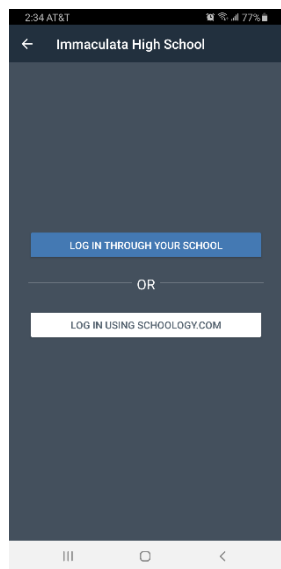 2:34 AT&T 77%
Immaculata High School
LOG IN THROUGH YOUR SCHOOL
OR
LOG IN USING SCHOOLOGY.COM